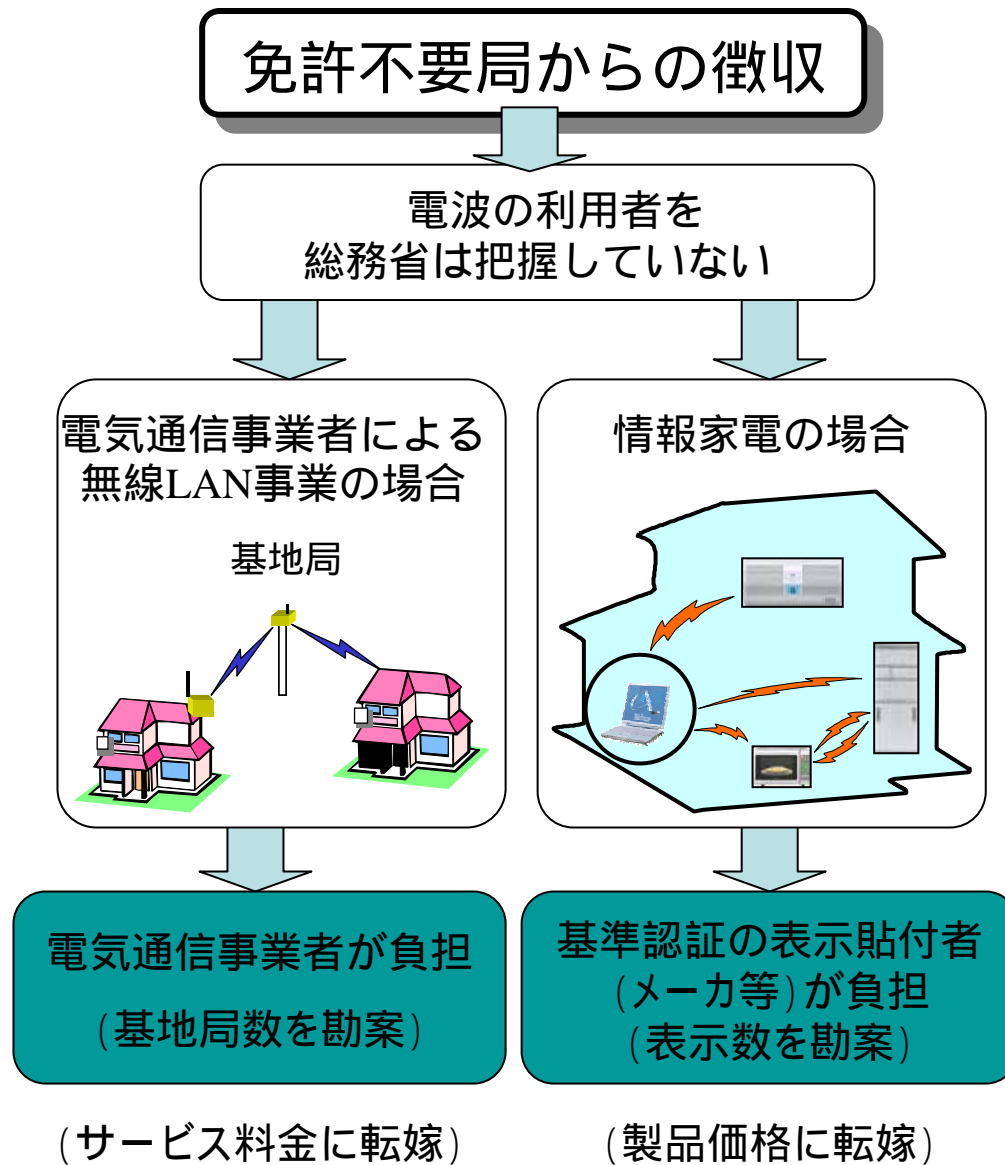 免許不要局からの徴収
電波の利用者を
総務省は把握していない
電気通信事業者による
無線LAN事業の場合
基地局
情報家電の場合
電気通信事業者が負担
(基地局数を勘案)
基準認証の表示貼付者
(メーカ等)が負担
(表示数を勘案)
(サービス料金に転嫁)
(製品価格に転嫁)